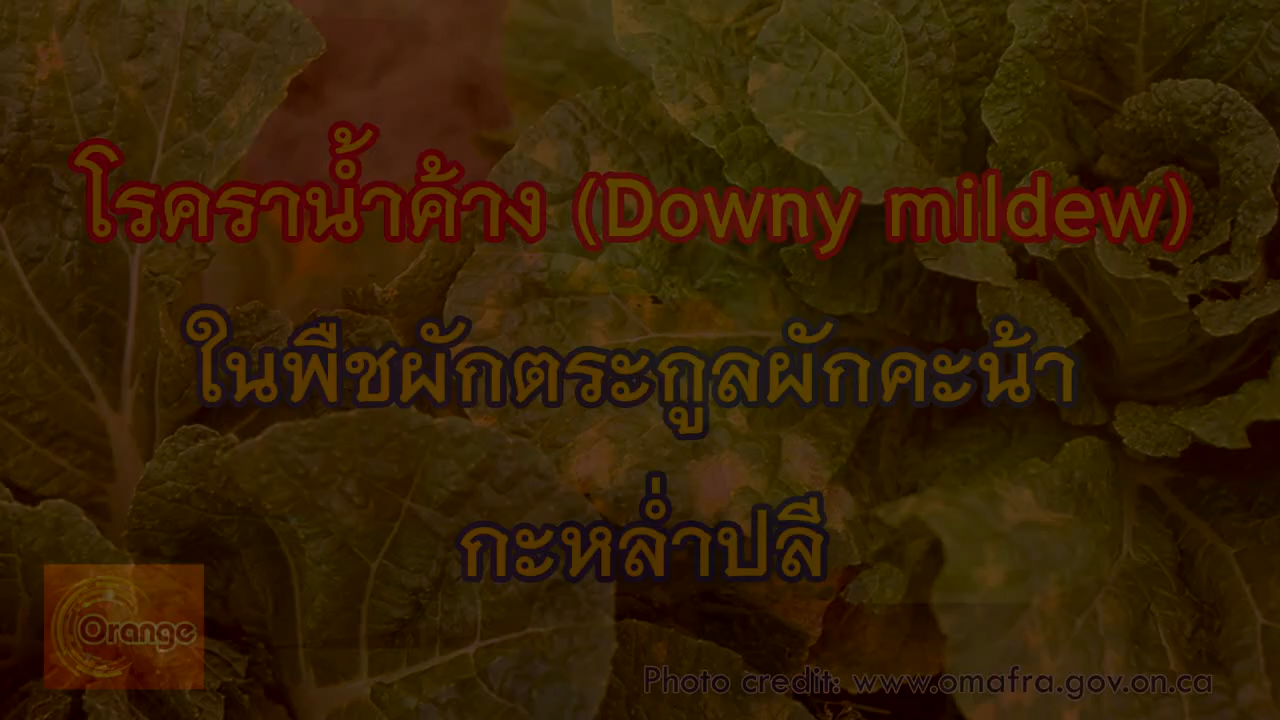 โรคราน้ำค้าง (Downy mildew)
ในพืชผักตระกูลผักคะน้า
กะหล่ำปลี
Orange
Photo credit: www.omafra.gov.on.ca